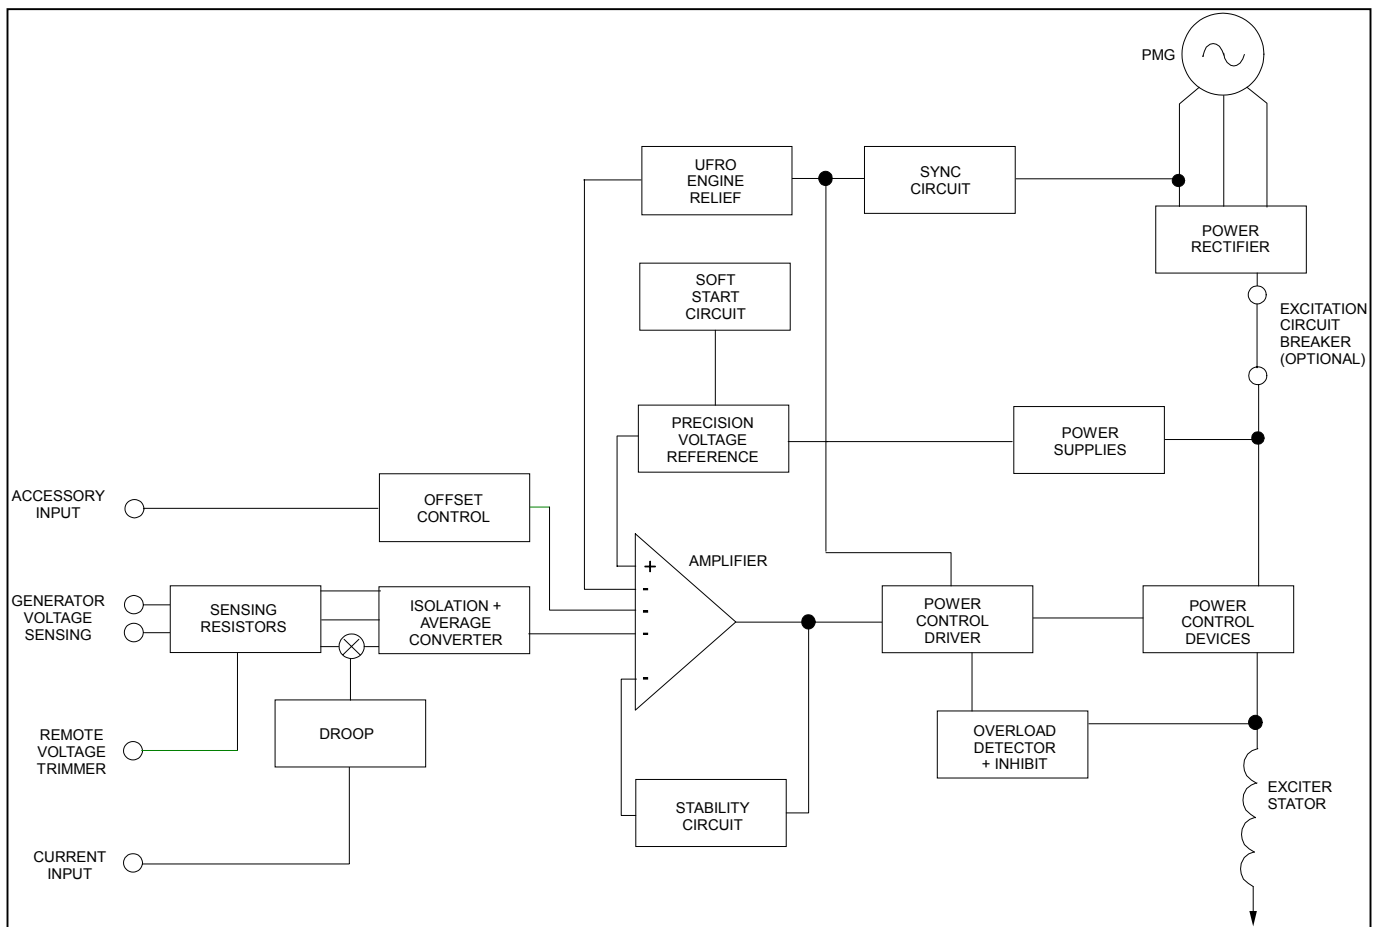 PMG
UFRO
ENGINE
RELIEF
SYNC
CIRCUIT
POWER
RECTIFIER
SOFT
START
CIRCUIT
EXCITATION
CIRCUIT
BREAKER
(OPTIONAL)
PRECISION
VOLTAGE
REFERENCE
POWER
SUPPLIES
ACCESSORY
INPUT
OFFSET
CONTROL
AMPLIFIER
+
-
-
-
-
GENERATOR
VOLTAGE
SENSING
SENSING
RESISTORS
ISOLATION +
AVERAGE
CONVERTER
POWER
CONTROL
DRIVER
POWER
CONTROL
DEVICES
REMOTE
VOLTAGE
TRIMMER
DROOP
OVERLOAD
DETECTOR
+ INHIBIT
STABILITY
CIRCUIT
EXCITER
STATOR
CURRENT
INPUT